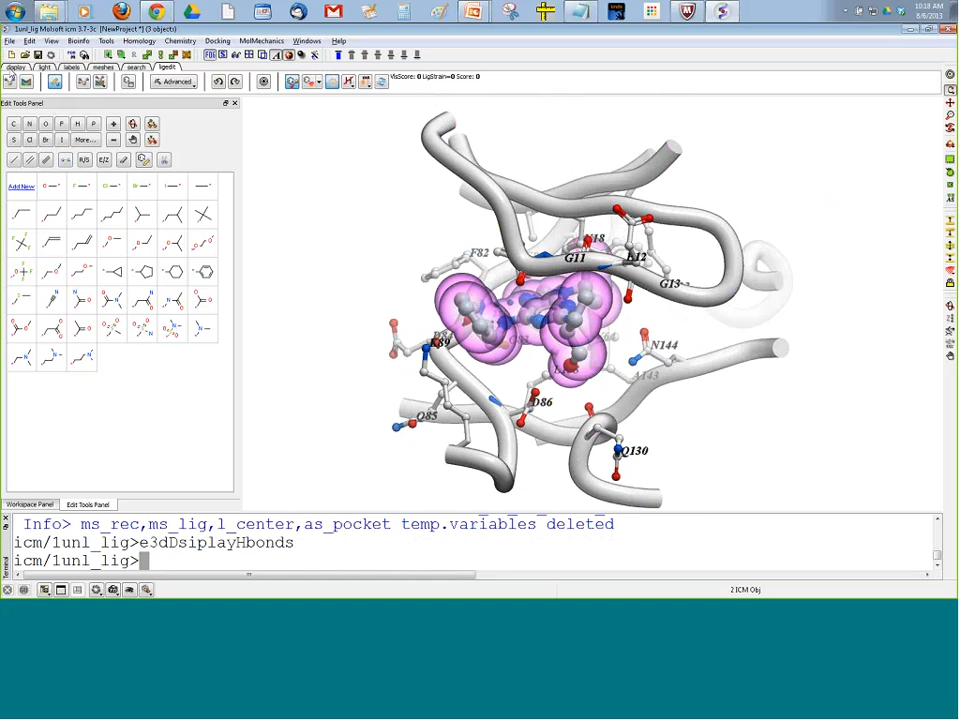 10:18 AM
8/6/2013
1unl_lig Molsoft icm 3.7-3c [NewProject *] (3 objects)
File Edit View Bioinfo Tools Homology Chemistry Docking MolMechanics Windows Help
display light labels meshes search ligedit
Advanced
VlsScore: 0 LigStrain=0 Score: 0
Edit Tools Panel
C N O F H P
S Cl Br I More...
R/S E/Z
Add New
F82
G11
E12
G13
K89
N144
A143
D86
Q85
Q130
Workspace Panel Edit Tools Panel
Info> ms_rec,ms_lig,l_center,as_pocket temp.variables deleted
icm/1unl_lig>e3dDsiplayHbonds
icm/1unl_lig>
Terminal
2 ICM Obj